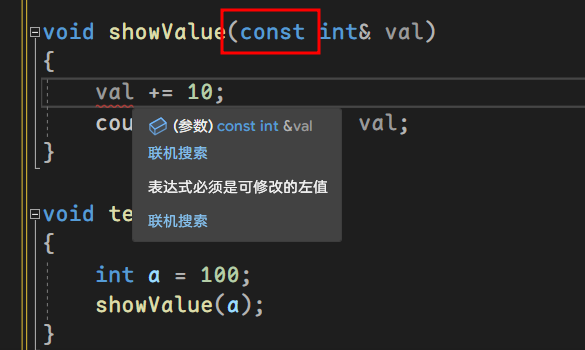 void showValue(const int& val)
{
val += 10;
cou val;
(参数) const int &val
联机搜索
表达式必须是可修改的左值
联机搜索
}
void te
{
int a = 100;
showValue(a);
}